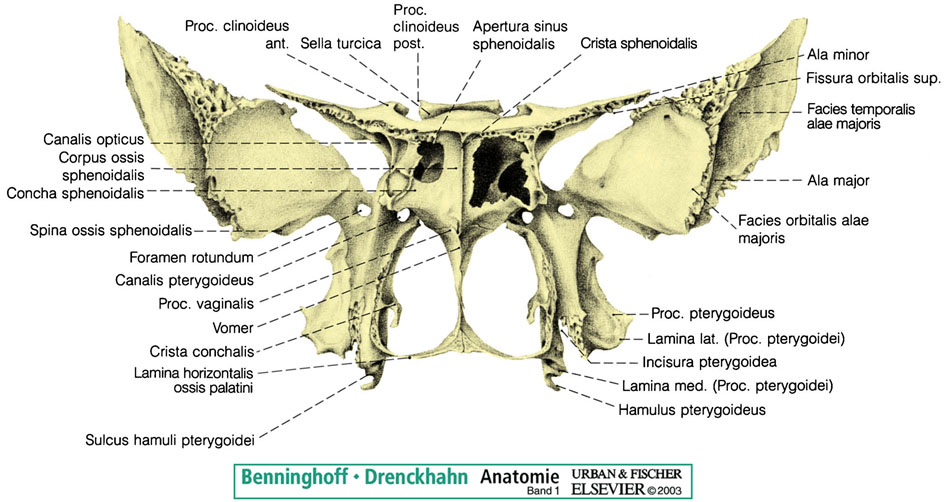 Proc. clinoideus
ant.
Sella turcica
Proc.
clinoideus
post.
Apertura sinus
sphenoidalis
Crista sphenoidalis
Ala minor
Fissura orbitalis sup.
Facies temporalis
alae majoris
Ala major
Facies orbitalis alae
majoris
Canalis opticus
Corpus ossis
sphenoidalis
Concha sphenoidalis
Spina ossis sphenoidalis
Foramen rotundum
Canalis pterygoideus
Proc. vaginalis
Vomer
Crista conchalis
Lamina horizontalis
ossis palatini
Sulcus hamuli pterygoidei
Proc. pterygoideus
Lamina lat. (Proc. pterygoidei)
Incisura pterygoidea
Lamina med. (Proc. pterygoidei)
Hamulus pterygoideus
Benninghoff • Drenckhahn Anatomie
Band 1
URBAN & FISCHER
ELSEVIER © 2003